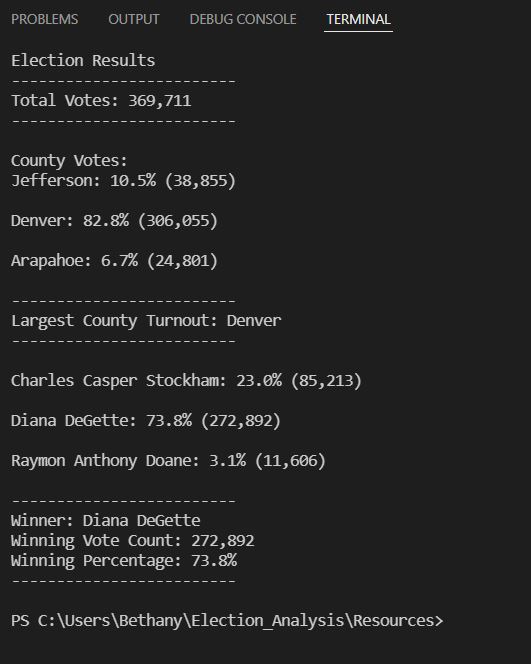 PROBLEMS OUTPUT DEBUG CONSOLE TERMINAL
Election Results
-------------------------
Total Votes: 369,711
-------------------------
County Votes:
Jefferson: 10.5% (38,855)
Denver: 82.8% (306,055)
Arapahoe: 6.7% (24,801)
-------------------------
Largest County Turnout: Denver
-------------------------
Charles Casper Stockham: 23.0% (85,213)
Diana DeGette: 73.8% (272,892)
Raymon Anthony Doane: 3.1% (11,606)
-------------------------
Winner: Diana DeGette
Winning Vote Count: 272,892
Winning Percentage: 73.8%
-------------------------
PS C:\Users\Bethany\Election_Analysis\Resources>